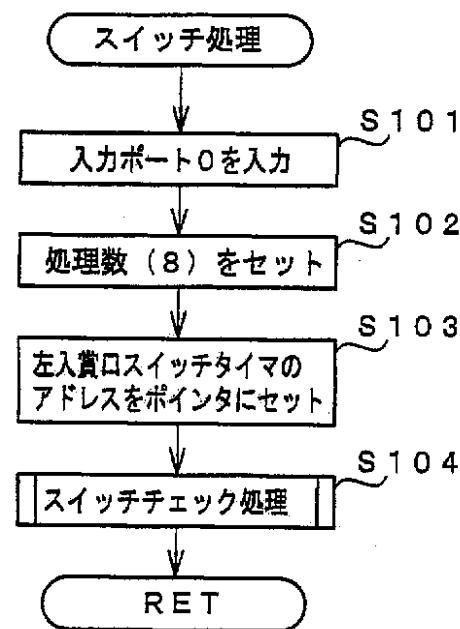 スイッチ処理
S101
入力ポート0を入力
S102
処理数（8）をセット
S103
左入賞口スイッチタイマの
アドレスをポインタにセット
S104
スイッチチェック処理
RET